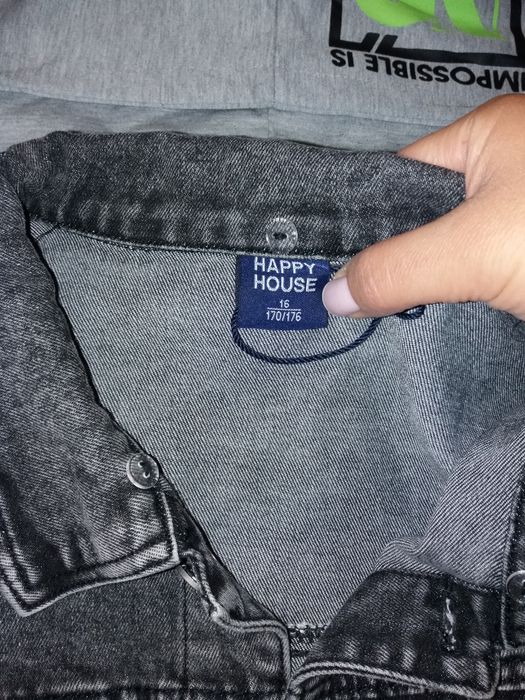 IMPOSSIBLE IS
HAPPY
HOUSE
16
170/176